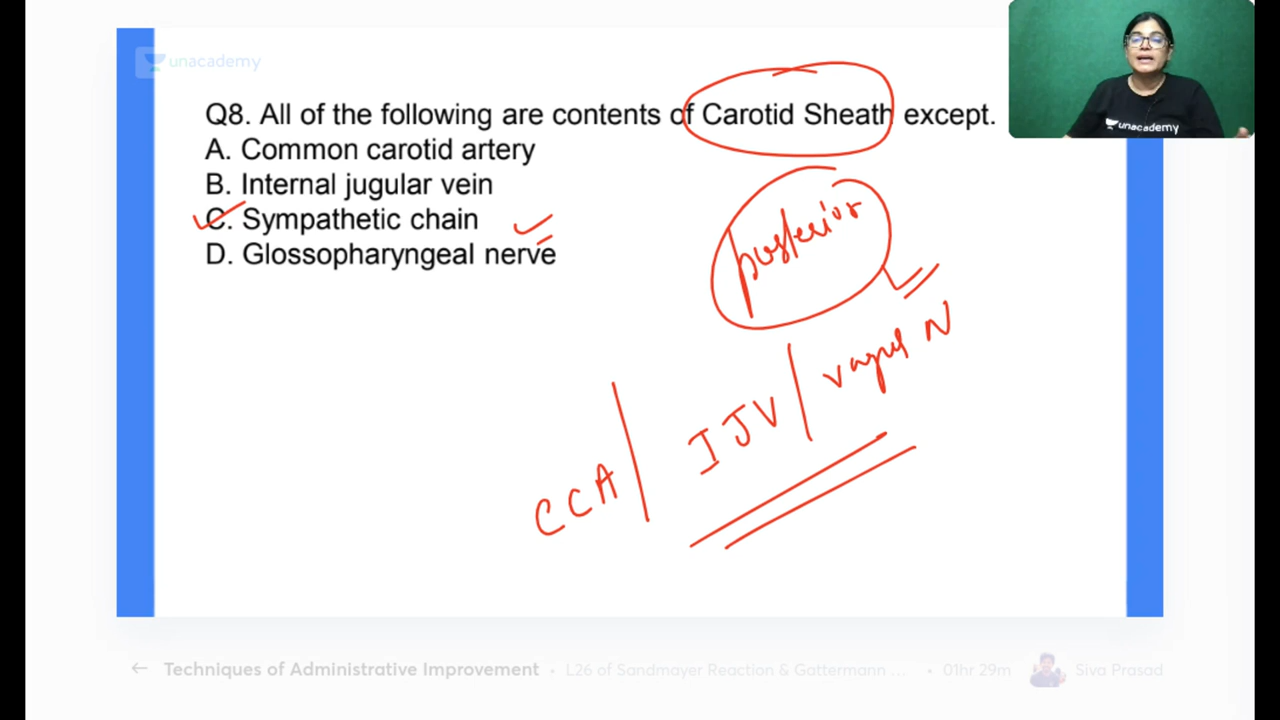 unacademy
Q8. All of the following are contents of Carotid Sheath except.
A. Common carotid artery
B. Internal jugular vein
C. Sympathetic chain
D. Glossopharyngeal nerve
posterior
CCA / IJV / vagus N
unacademy
← Techniques of Administrative Improvement • L26 of Sandmayer Reaction & Gattermann ... • 01hr 29m Siva Prasad